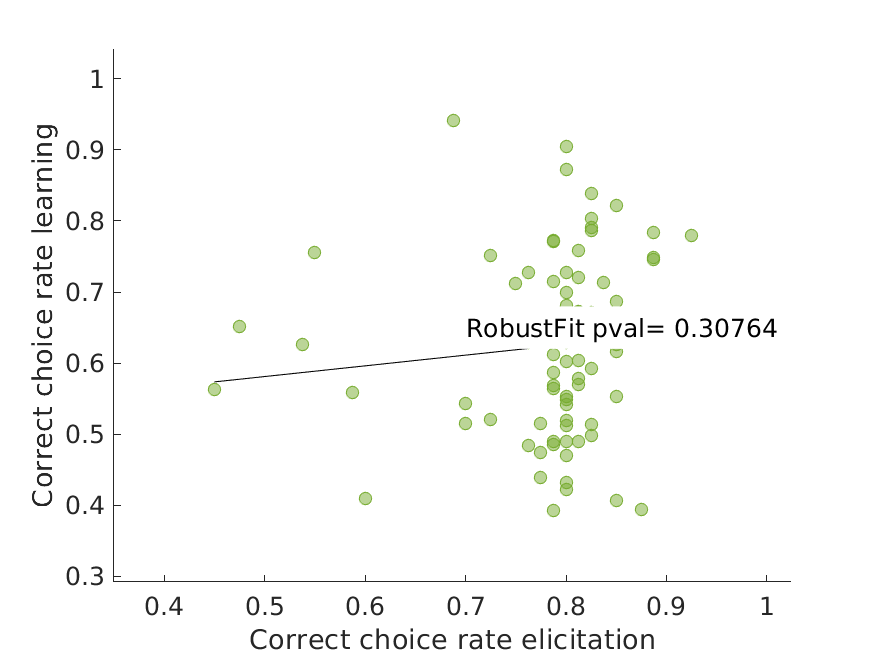 1
0.9
0.8
0.7
0.6
0.5
0.4
0.3
Correct choice rate learning
RobustFit pval= 0.30764
0.4 0.5 0.6 0.7 0.8 0.9 1
Correct choice rate elicitation